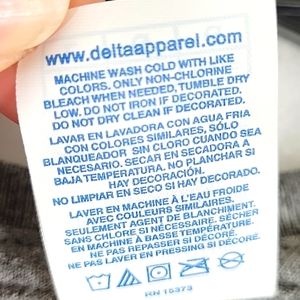 www.deltaapparel.com
MACHINE WASH COLD WITH LIKE
COLORS. ONLY NON-CHLORINE
BLEACH WHEN NEEDED, TUMBLE DRY
LOW. DO NOT IRON IF DECORATED.
DO NOT DRY CLEAN IF DECORATED.
LAVAR EN LAVADORA CON AGUA FRIA
CON COLORES SIMILARES, SÓLO
BLANQUEADOR SIN CLORO CUANDO SEA
NECESARIO. SECAR EN SECADORA A
BAJA TEMPERATURA. NO PLANCHAR SI
HAY DECORACIÓN.
NO LIMPIAR EN SECO SI HAY DECORADO.
LAVER EN MACHINE À L'EAU FROIDE
AVEC COULEURS SIMILAIRES.
SEULEMENT AGENT DE BLANCHIMENT
SANS CHLORE SI NÉCESSAIRE. SÉCHER
EN MACHINE À BASSE TEMPÉRATURE.
NE PAS REPASSER SI DÉCORÉ.
NE PAS LAVER EN PRESSING SI DÉCORÉ.
RN 15373